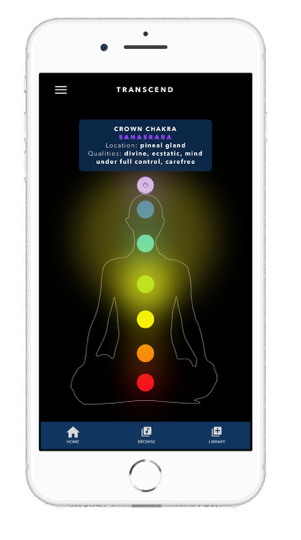 TRANSCEND
CROWN CHAKRA
SAHASRARA
Location: pineal gland
Qualities: divine, ecstatic, mind
under full control, carefree
HOME
BROWSE
LIBRARY